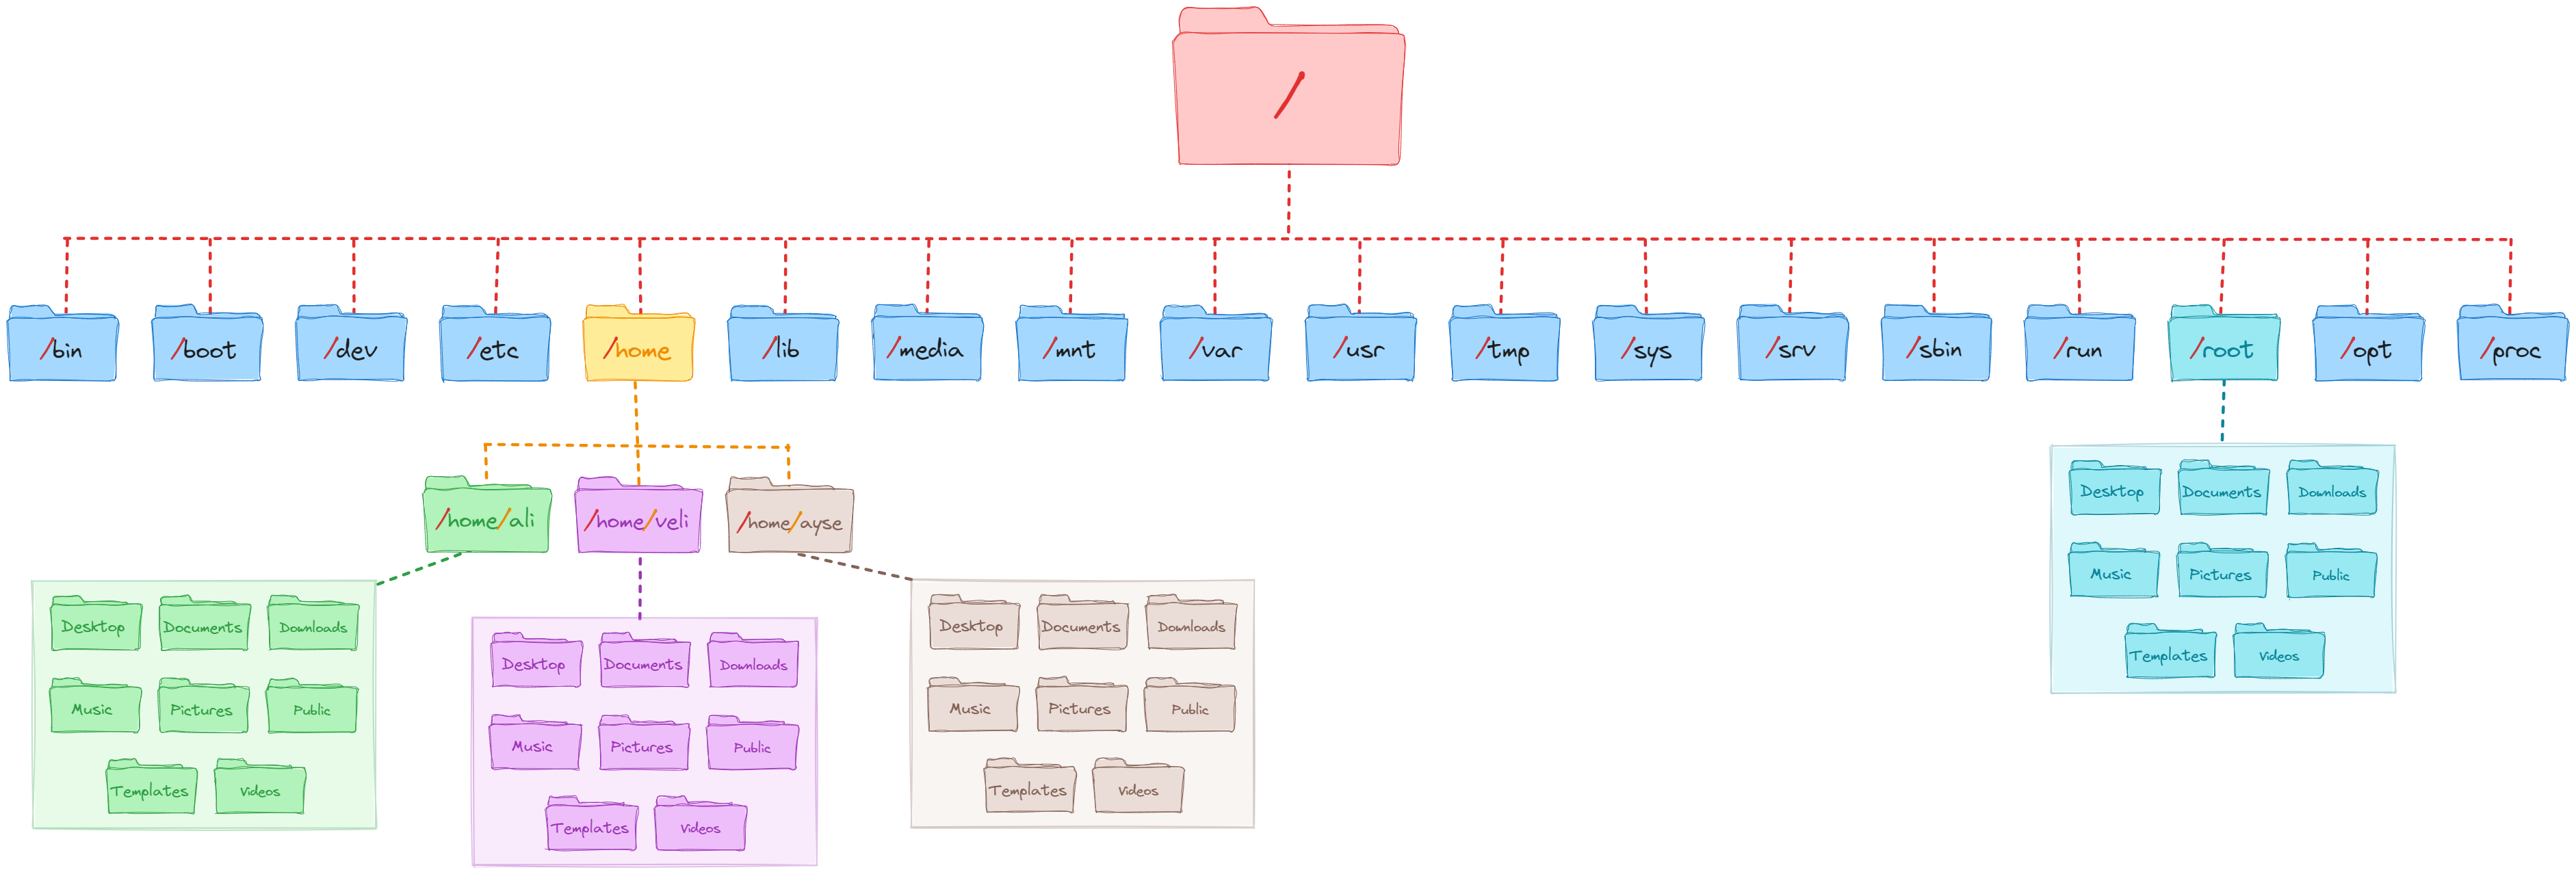 /
/bin
/boot
/dev
/etc
/home
/lib
/media
/mnt
/var
/usr
/tmp
/sys
/srv
/sbin
/run
/root
/opt
/proc
/home/ali
/home/veli
/home/ayse
Desktop
Documents
Downloads
Music
Pictures
Public
Templates
Videos
Desktop
Documents
Downloads
Music
Pictures
Public
Templates
Videos
Desktop
Documents
Downloads
Music
Pictures
Public
Templates
Videos
Desktop
Documents
Downloads
Music
Pictures
Public
Templates
Videos